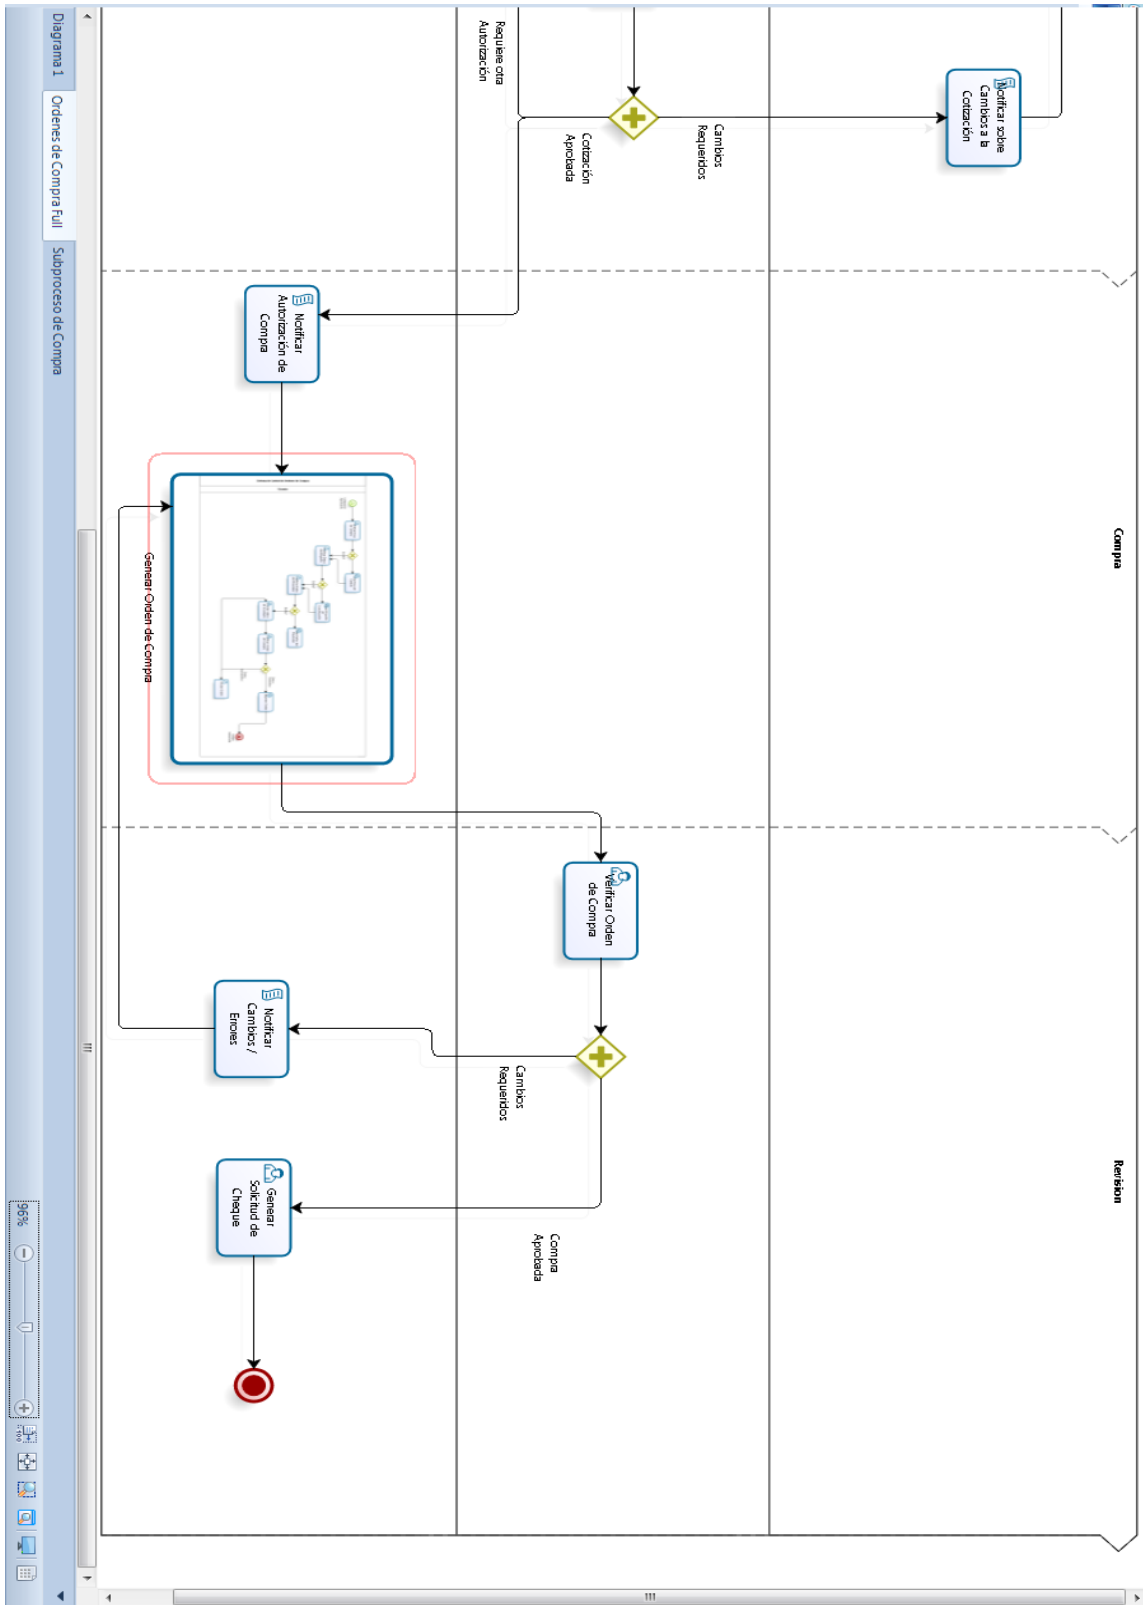 Compra
Revision
Notificar sobre
Cambios a la
Cotización
Cambios
Requeridos
Requiere otra
Autorización
Cotización
Aprobada
Verificar Orden
de Compra
Cambios
Requeridos
Compra
Aprobada
Notificar
Autorización de
Compra
Generar Orden de Compra
Notificar
Cambios /
Errores
Generar
Solicitud de
Cheque
Diagrama 1
Ordenes de Compra Full
Subproceso de Compra
96%